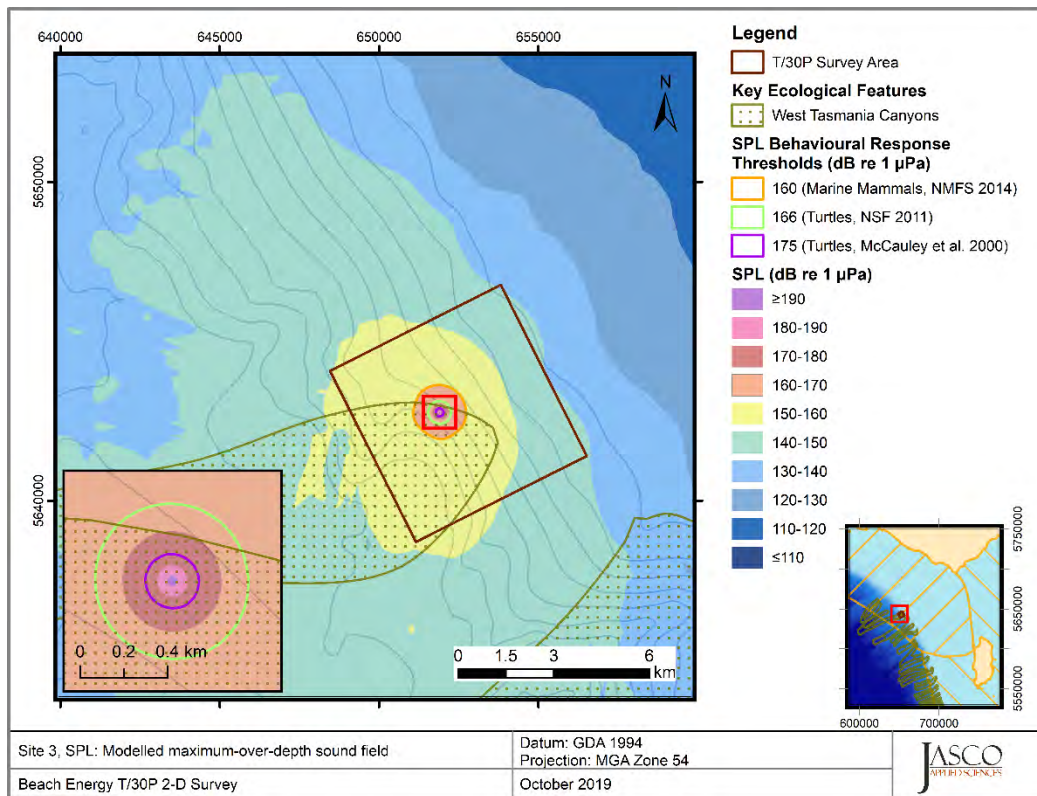 640000 645000 650000 655000
5650000
5640000
N
0 0.2 0.4 km
0 1.5 3 6
km
Legend
T/30P Survey Area
Key Ecological Features
West Tasmania Canyons
SPL Behavioural Response
Thresholds (dB re 1 µPa)
160 (Marine Mammals, NMFS 2014)
166 (Turtles, NSF 2011)
175 (Turtles, McCauley et al. 2000)
SPL (dB re 1 µPa)
≥190
180-190
170-180
160-170
150-160
140-150
130-140
120-130
110-120
≤110
5750000
5650000
5550000
600000 700000
Site 3, SPL: Modelled maximum-over-depth sound field
Datum: GDA 1994
Projection: MGA Zone 54
Beach Energy T/30P 2-D Survey
October 2019
JASCO
APPLIED SCIENCES